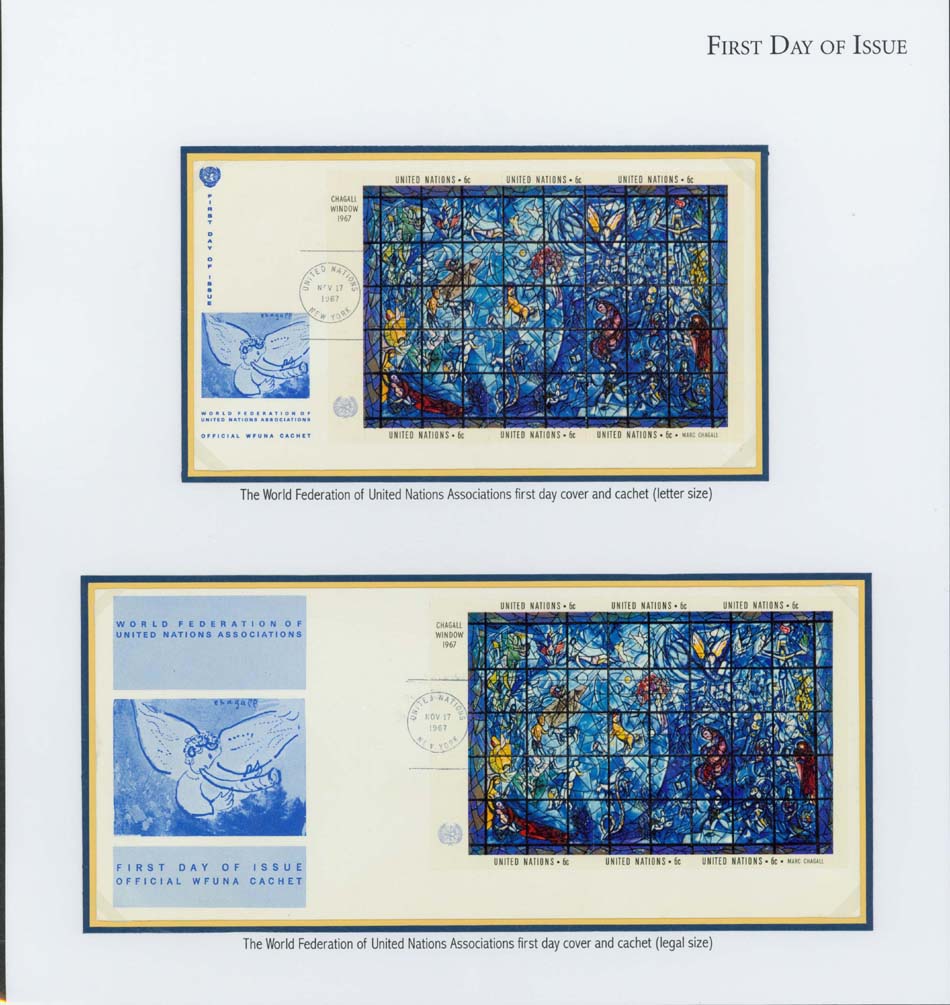 FIRST DAY OF ISSUE
FIRST DAY OF ISSUE
chagall
WORLD FEDERATION OF
UNITED NATIONS ASSOCIATIONS
OFFICIAL WFUNA CACHET
UNITED NATIONS • 6c UNITED NATIONS • 6c UNITED NATIONS • 6c
CHAGALL
WINDOW
1967
UNITED NATIONS
NOV 17
1967
NEW YORK
UNITED NATIONS • 6c UNITED NATIONS • 6c UNITED NATIONS • 6c • MARC CHAGALL
The World Federation of United Nations Associations first day cover and cachet (letter size)
WORLD FEDERATION OF
UNITED NATIONS ASSOCIATIONS
chagall
FIRST DAY OF ISSUE
OFFICIAL WFUNA CACHET
UNITED NATIONS • 6c UNITED NATIONS • 6c UNITED NATIONS • 6c
CHAGALL
WINDOW
1967
UNITED NATIONS
NOV 17
1967
NEW YORK
UNITED NATIONS • 6c UNITED NATIONS • 6c UNITED NATIONS • 6c • MARC CHAGALL
The World Federation of United Nations Associations first day cover and cachet (legal size)